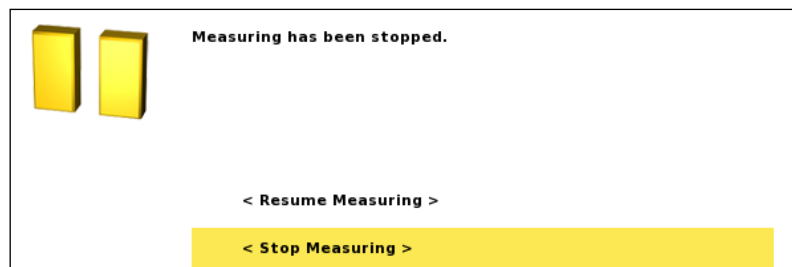 Measuring has been stopped.
< Resume Measuring >
< Stop Measuring >